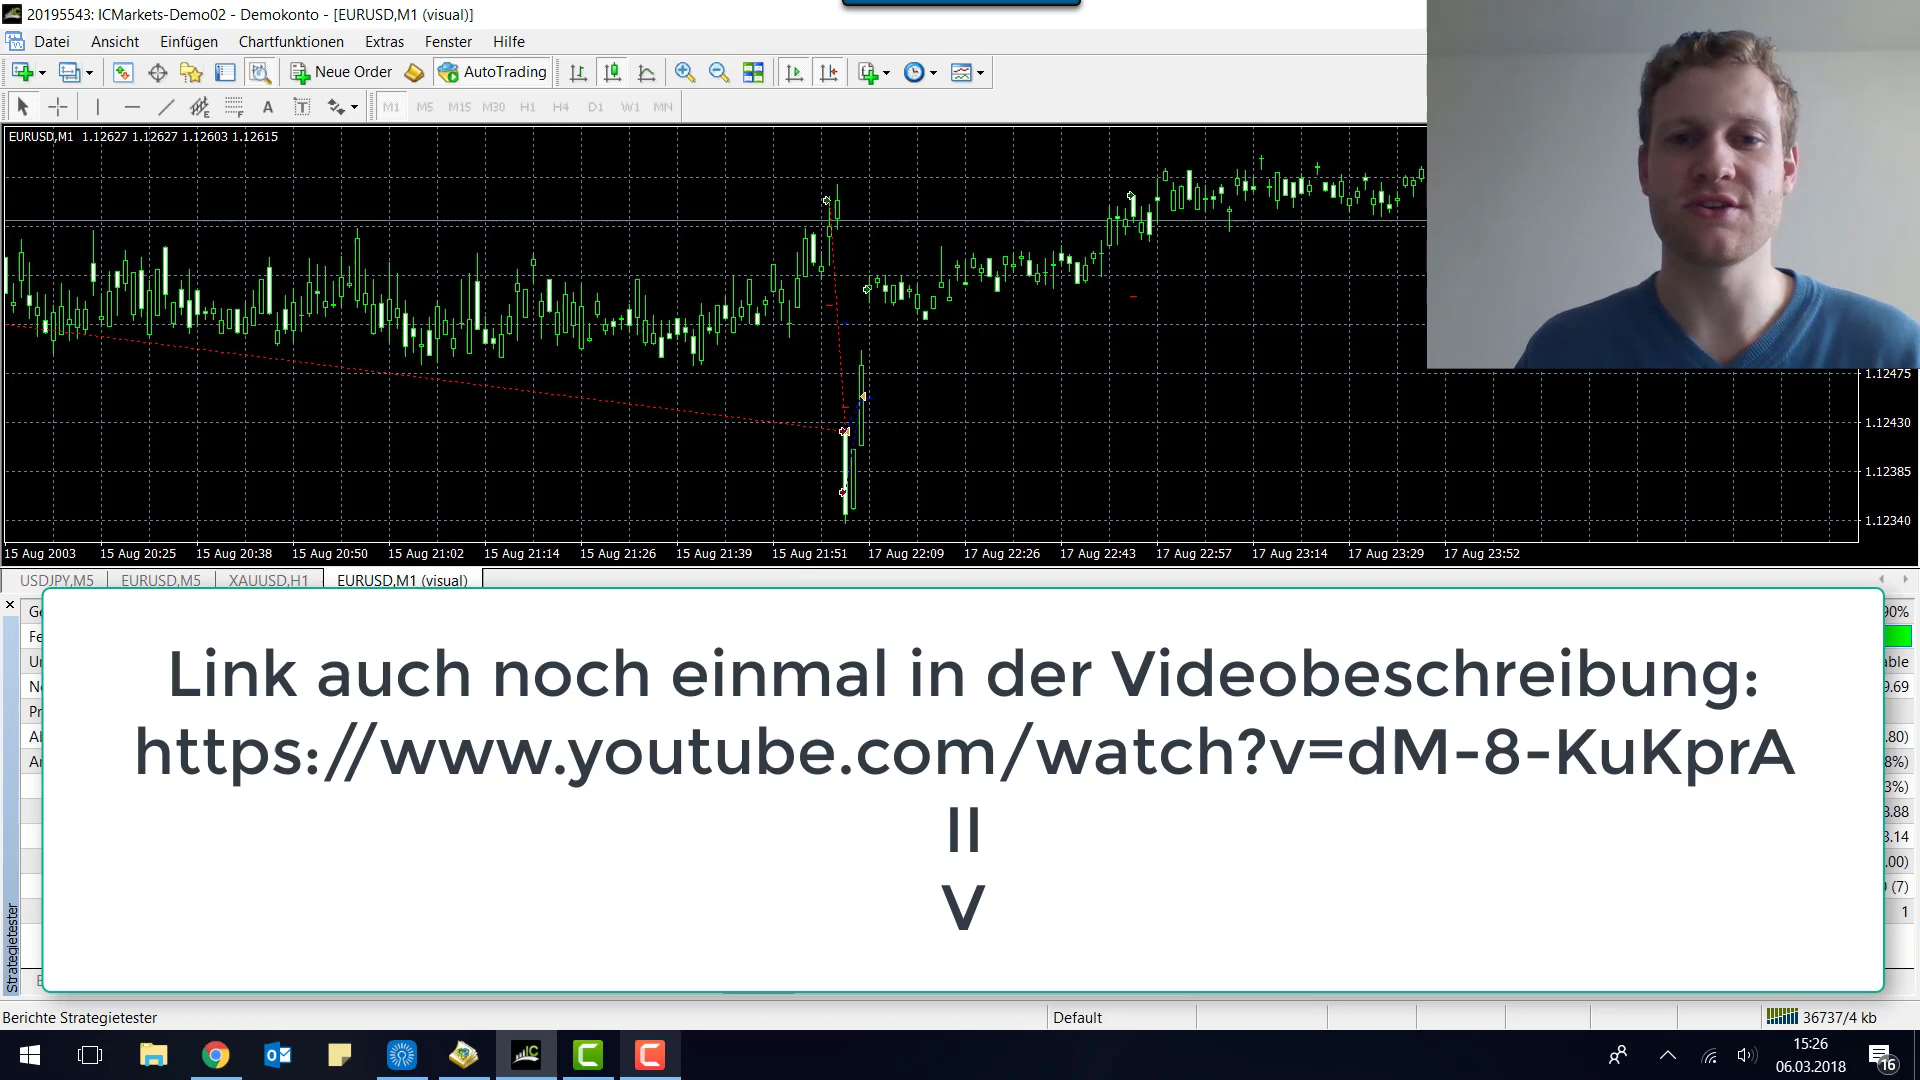 20195543: ICMarkets-Demo02 - Demokonto - [EURUSD,M1 (visual)]
Datei Ansicht Einfügen Chartfunktionen Extras Fenster Hilfe
Neue Order AutoTrading
A T M1 M5 M15 M30 H1 H4 D1 W1 MN
EURUSD,M1 1.12627 1.12627 1.12603 1.12615
1.12475
1.12430
1.12385
1.12340
15 Aug 2003 15 Aug 20:25 15 Aug 20:38 15 Aug 20:50 15 Aug 21:02 15 Aug 21:14 15 Aug 21:26 15 Aug 21:39 15 Aug 21:51 17 Aug 22:09 17 Aug 22:26 17 Aug 22:43 17 Aug 22:57 17 Aug 23:14 17 Aug 23:29 17 Aug 23:52
USDJPY,M5 EURUSD,M5 XAUUSD,H1 EURUSD,M1 (visual)
Link auch noch einmal in der Videobeschreibung:
https://www.youtube.com/watch?v=dM-8-KuKprA
II
V
Strategietester
Berichte Strategietester Default 36737/4 kb
15:26
06.03.2018
16